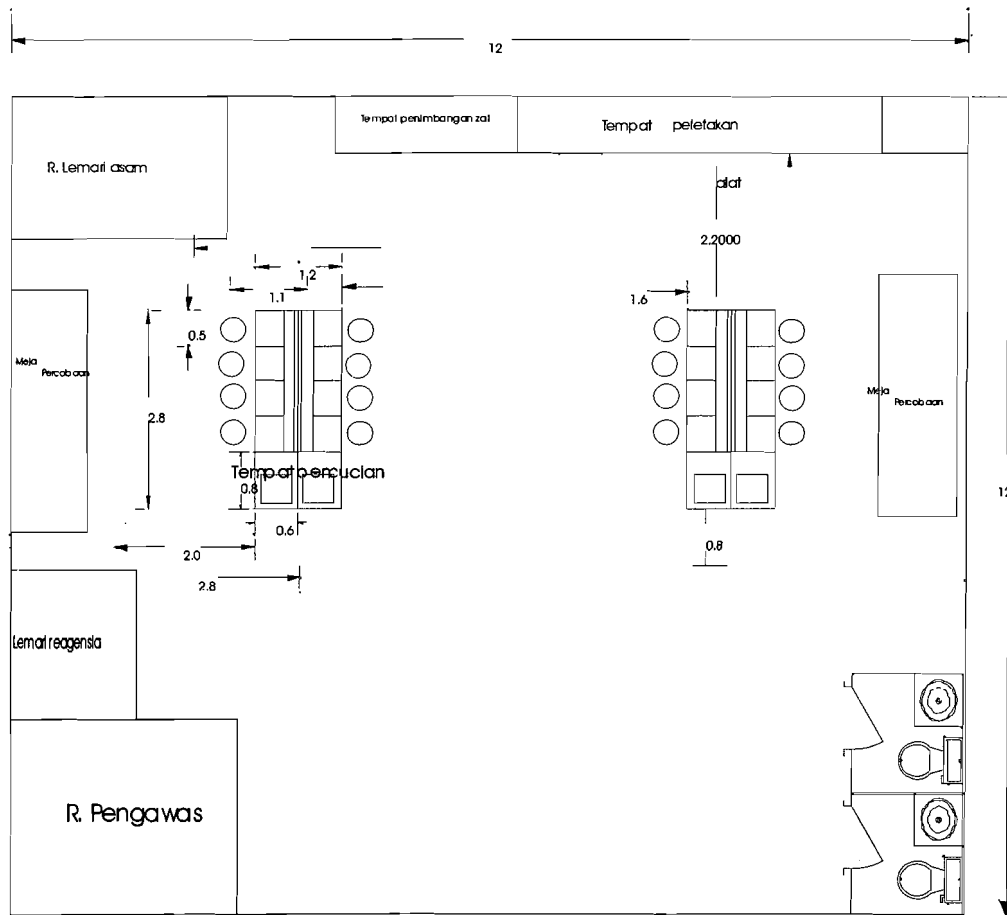 12
Tempat penimbangan zat
Tempat peletakan
R. Lemari asam
alat
2.2000
1.2
1.1
1.6
0.5
Meja
Percobaan
Meja
Percobaan
2.8
Tempat pencucian
0.8
12
0.6
0.8
2.0
2.8
Lemari reagensia
R. Pengawas